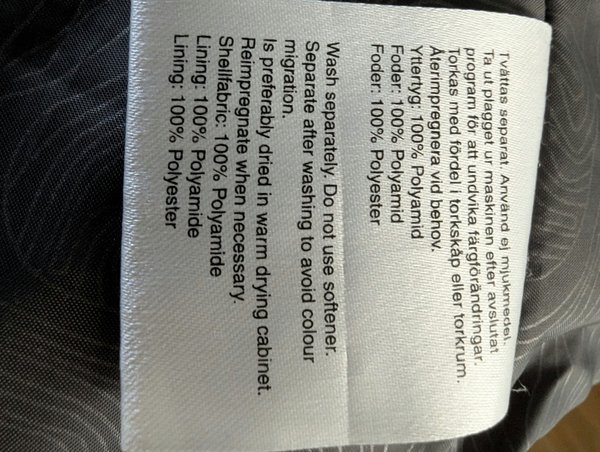 Tvättas separat. Använd ej mjukmedel.
Ta ut plagget ur maskinen efter avslutat
program för att undvika färgförändringar.
Torkas med fördel i torkskåp eller torkrum.
Återimpregnera vid behov.
Yttertyg: 100% Polyamid
Foder: 100% Polyamid
Foder: 100% Polyester
Wash separately. Do not use softener.
Separate after washing to avoid colour
migration.
Is preferably dried in warm drying cabinet.
Reimpregnate when necessary.
Shellfabric: 100% Polyamide
Lining: 100% Polyamide
Lining: 100% Polyester